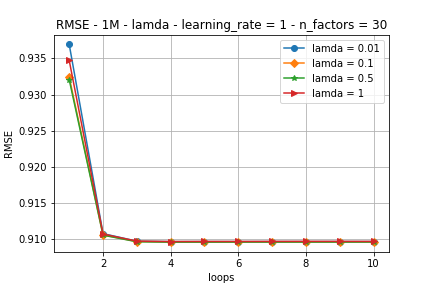 RMSE - 1M - lamda - learning_rate = 1 - n_factors = 30
lamda = 0.01
lamda = 0.1
lamda = 0.5
lamda = 1
RMSE
0.935
0.930
0.925
0.920
0.915
0.910
2 4 6 8 10
loops